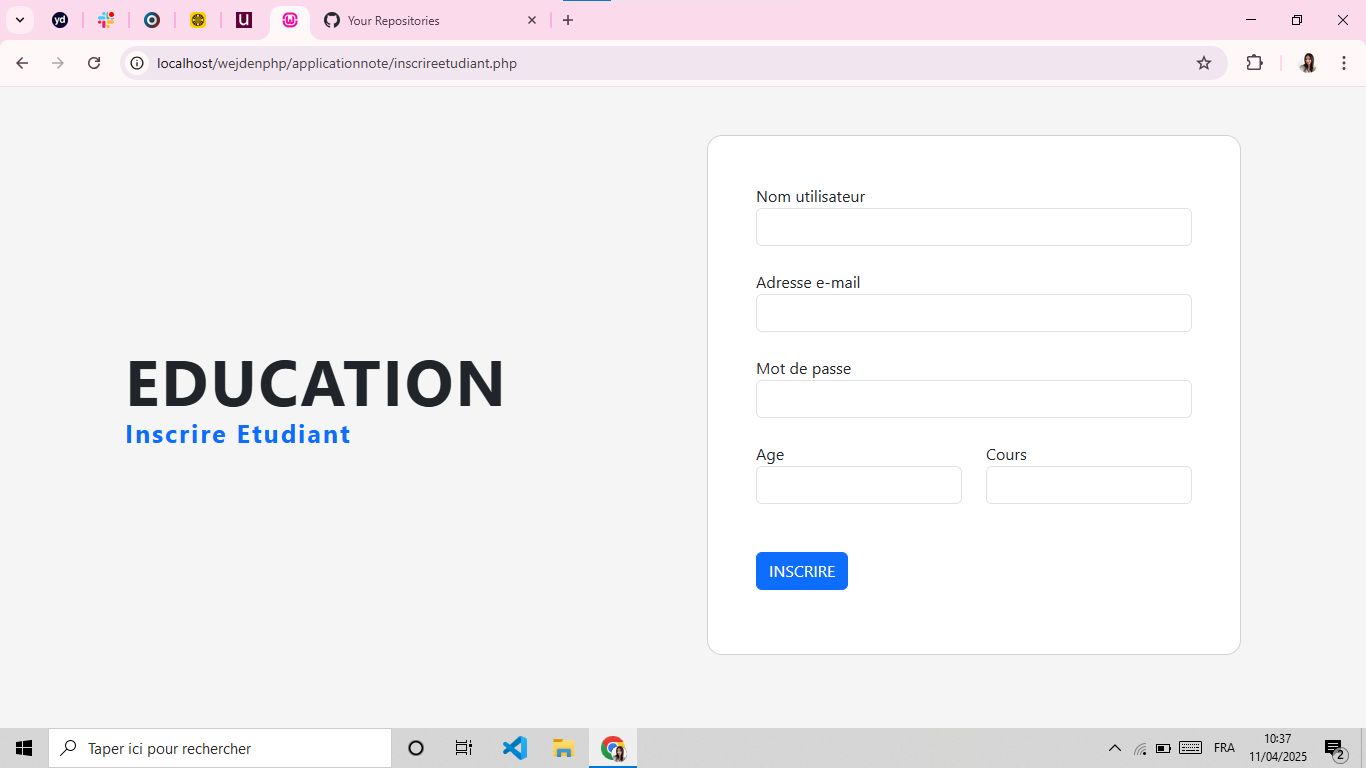 yd
u
Your Repositories
localhost/wejdenphp/applicationnote/inscrireetudiant.php
Nom utilisateur
Adresse e-mail
Mot de passe
EDUCATION
Inscrire Etudiant
Age
Cours
INSCRIRE
Taper ici pour rechercher
FRA
10:37
11/04/2025
2